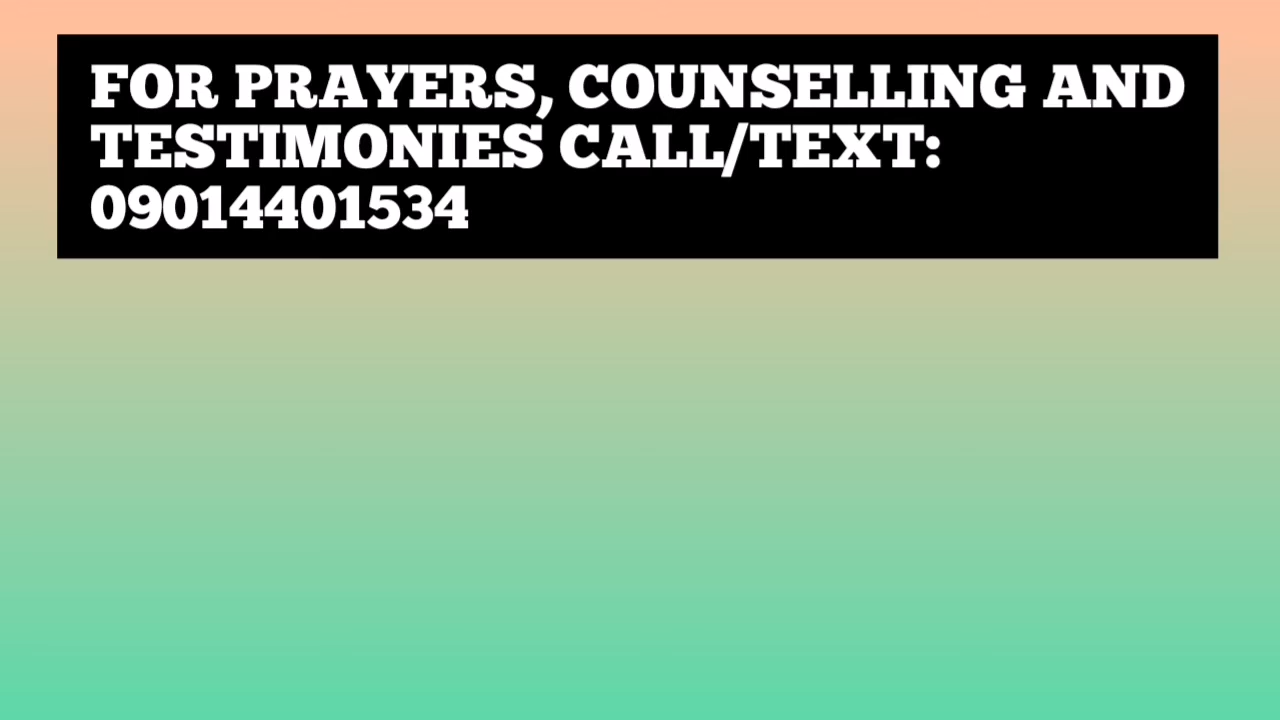 FOR PRAYERS, COUNSELLING AND
TESTIMONIES CALL/TEXT:
09014401534